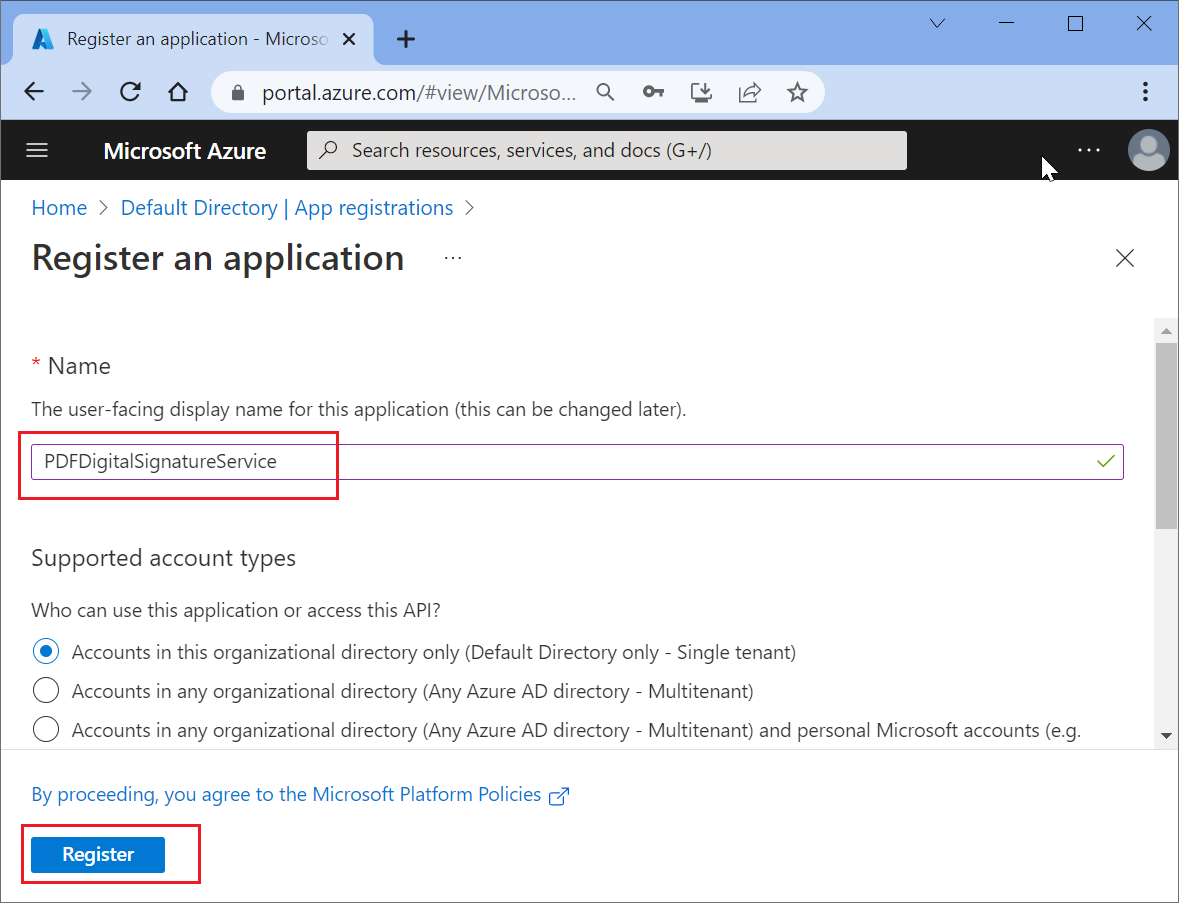 Register an application - Microso
portal.azure.com/#view/Microso...
Microsoft Azure
Search resources, services, and docs (G+/)
Home > Default Directory | App registrations >
Register an application ...
* Name
The user-facing display name for this application (this can be changed later).
PDFDigitalSignatureService
Supported account types
Who can use this application or access this API?
Accounts in this organizational directory only (Default Directory only - Single tenant)
Accounts in any organizational directory (Any Azure AD directory - Multitenant)
Accounts in any organizational directory (Any Azure AD directory - Multitenant) and personal Microsoft accounts (e.g.
By proceeding, you agree to the Microsoft Platform Policies
Register